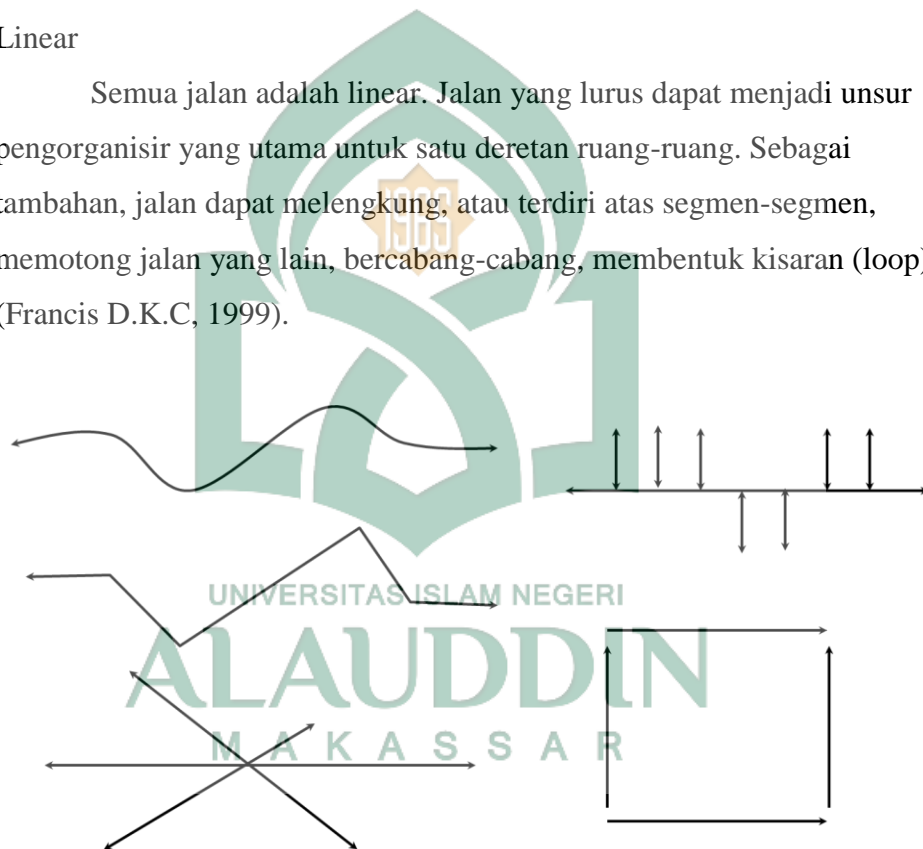 Linear
Semua jalan adalah linear. Jalan yang lurus dapat menjadi unsur
pengorganisir yang utama untuk satu deretan ruang-ruang. Sebagai
tambahan, jalan dapat melengkung, atau terdiri atas segmen-segmen,
memotong jalan yang lain, bercabang-cabang, membentuk kisaran (loop)
(Francis D.K.C, 1999).
1965
UNIVERSITAS ISLAM NEGERI
ALAUDDIN
MAKASSAR